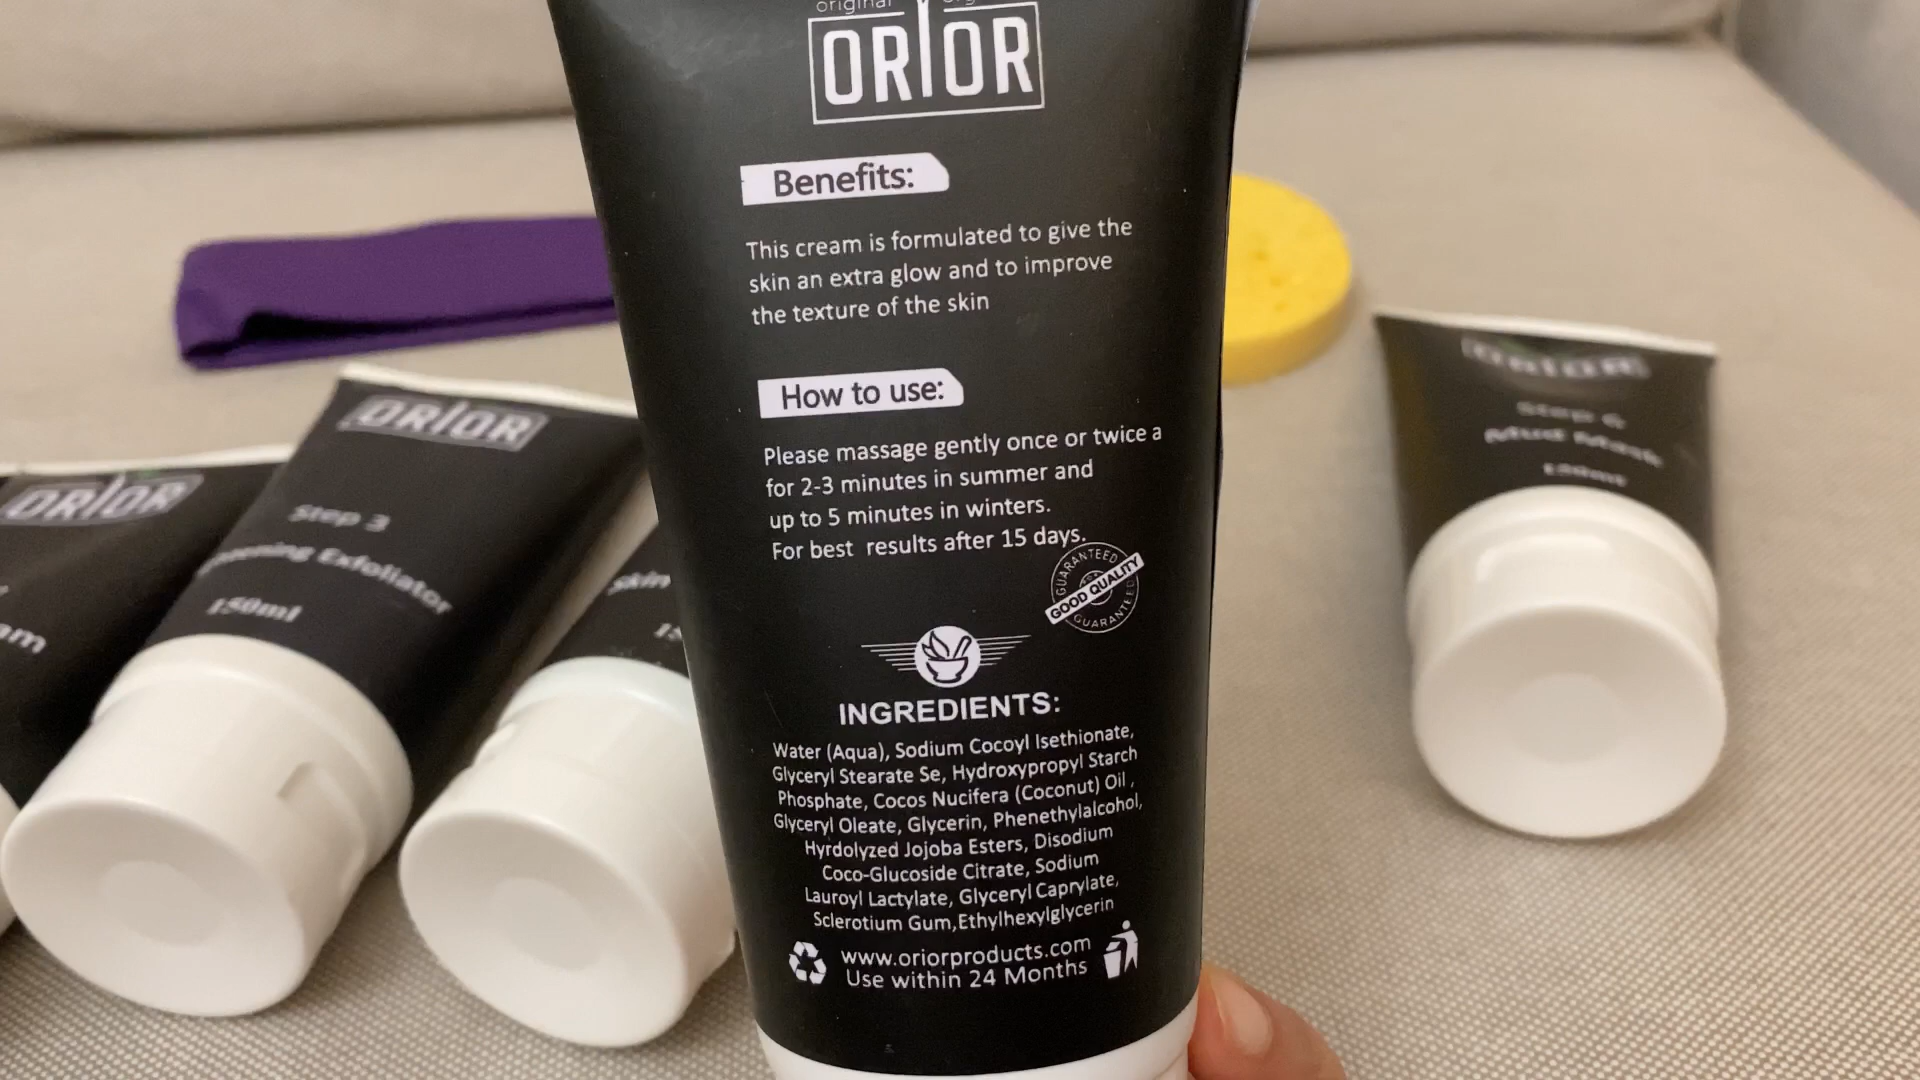 original
ORIOR
Benefits:
This cream is formulated to give the
skin an extra glow and to improve
the texture of the skin
How to use:
Please massage gently once or twice a
for 2-3 minutes in summer and
up to 5 minutes in winters.
For best results after 15 days.
GUARANTEED
GOOD QUALITY
GUARANTEED
INGREDIENTS:
Water (Aqua), Sodium Cocoyl Isethionate,
Glyceryl Stearate Se, Hydroxypropyl Starch
Phosphate, Cocos Nucifera (Coconut) Oil ,
Glyceryl Oleate, Glycerin, Phenethylalcohol,
Hyrdolyzed Jojoba Esters, Disodium
Coco-Glucoside Citrate, Sodium
Lauroyl Lactylate, Glyceryl Caprylate,
Sclerotium Gum,Ethylhexylglycerin
www.oriorproducts.com
Use within 24 Months
ORIOR
ORIOR
Step 3
Exfoliator
150ml
Skin
ORIOR
Step 6
Mud Mask
150ml